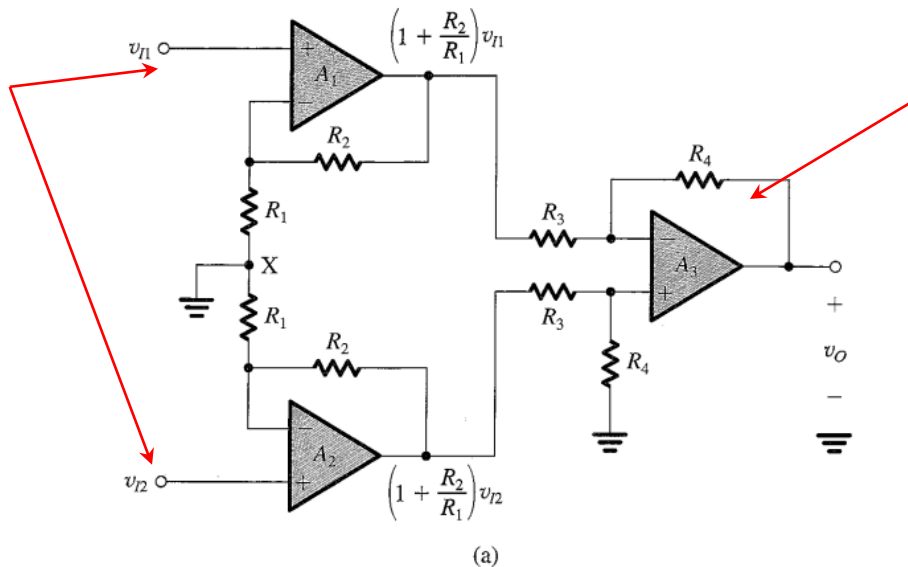 (1 + R2/R1) vI1
vI1
+
A1
−
R2
R1
X
R1
R2
−
A2
+
vI2
(1 + R2/R1) vI2
R4
R3
−
A3
+
R3
R4
+
vO
−
(a)